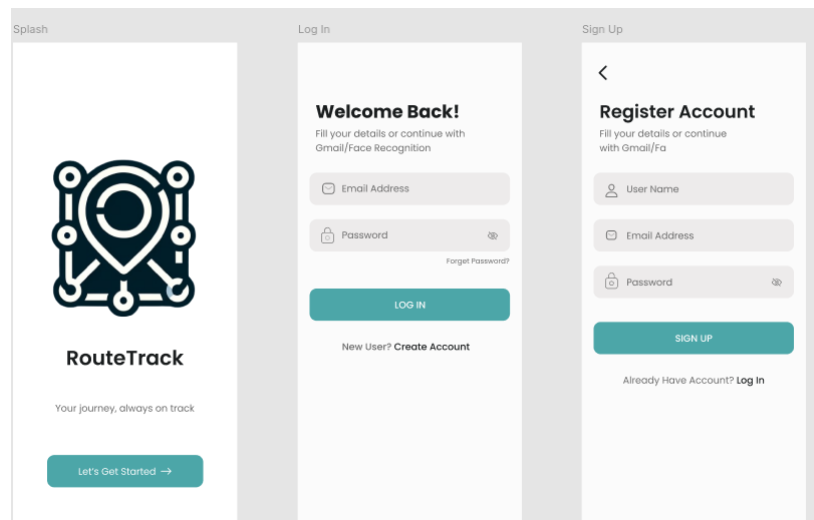 Splash
RouteTrack
Your journey, always on track
Let's Get Started →
Log In
Welcome Back!
Fill your details or continue with
Gmail/Face Recognition
Email Address
Password
Forget Password?
LOG IN
New User? Create Account
Sign Up
Register Account
Fill your details or continue
with Gmail/Fa
User Name
Email Address
Password
SIGN UP
Already Have Account? Log In